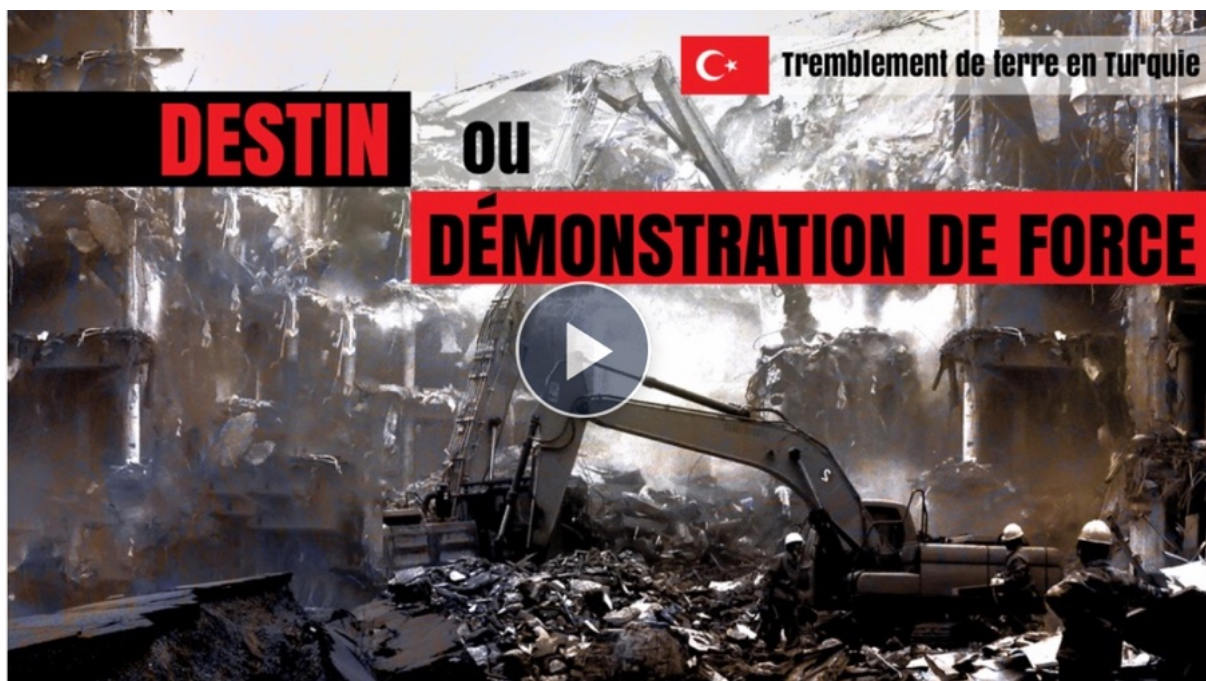 Tremblement de terre en Turquie
DESTIN ou
DÉMONSTRATION DE FORCE